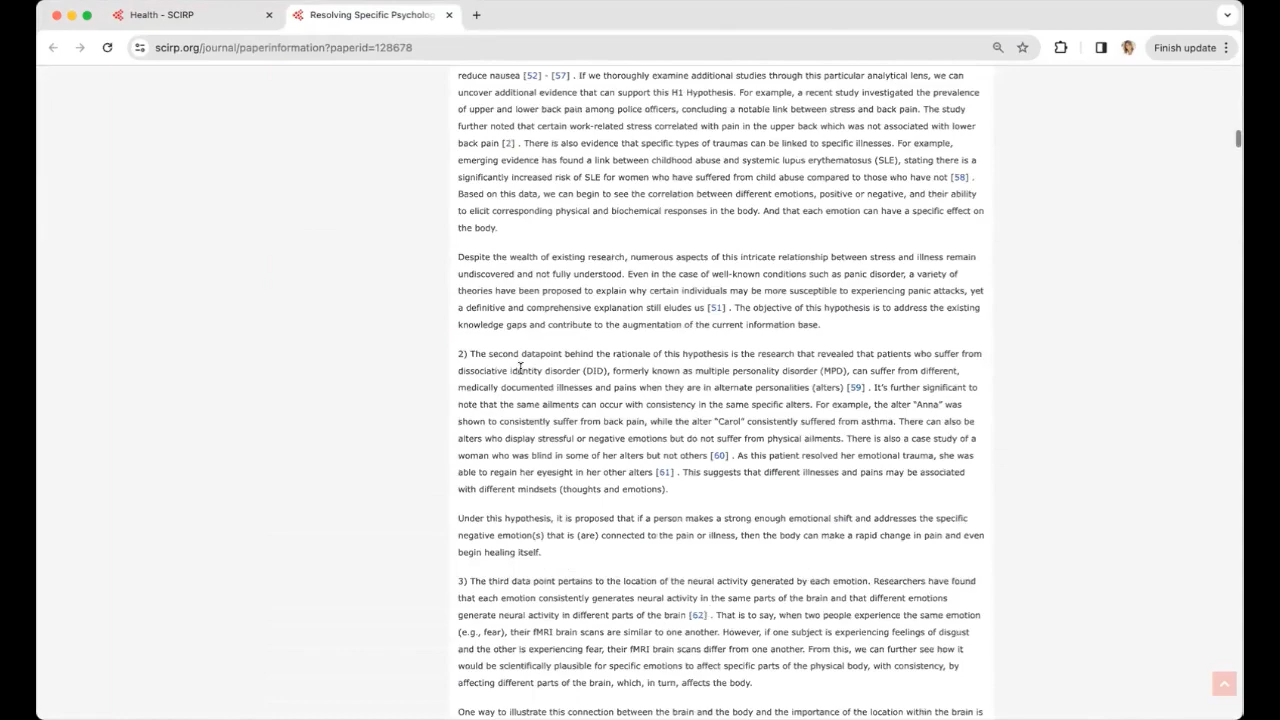 Health - SCIRP
Resolving Specific Psycholog
scirp.org/journal/paperinformation?paperid=128678
Finish update
reduce nausea [52] - [57] . If we thoroughly examine additional studies through this particular analytical lens, we can
uncover additional evidence that can support this H1 Hypothesis. For example, a recent study investigated the prevalence
of upper and lower back pain among police officers, concluding a notable link between stress and back pain. The study
further noted that certain work-related stress correlated with pain in the upper back which was not associated with lower
back pain [2] . There is also evidence that specific types of traumas can be linked to specific illnesses. For example,
emerging evidence has found a link between childhood abuse and systemic lupus erythematosus (SLE), stating there is a
significantly increased risk of SLE for women who have suffered from child abuse compared to those who have not [58] .
Based on this data, we can begin to see the correlation between different emotions, positive or negative, and their ability
to elicit corresponding physical and biochemical responses in the body. And that each emotion can have a specific effect on
the body.
Despite the wealth of existing research, numerous aspects of this intricate relationship between stress and illness remain
undiscovered and not fully understood. Even in the case of well-known conditions such as panic disorder, a variety of
theories have been proposed to explain why certain individuals may be more susceptible to experiencing panic attacks, yet
a definitive and comprehensive explanation still eludes us [51] . The objective of this hypothesis is to address the existing
knowledge gaps and contribute to the augmentation of the current information base.
2) The second datapoint behind the rationale of this hypothesis is the research that revealed that patients who suffer from
dissociative identity disorder (DID), formerly known as multiple personality disorder (MPD), can suffer from different,
medically documented illnesses and pains when they are in alternate personalities (alters) [59] . It's further significant to
note that the same ailments can occur with consistency in the same specific alters. For example, the alter “Anna” was
shown to consistently suffer from back pain, while the alter “Carol” consistently suffered from asthma. There can also be
alters who display stressful or negative emotions but do not suffer from physical ailments. There is also a case study of a
woman who was blind in some of her alters but not others [60] . As this patient resolved her emotional trauma, she was
able to regain her eyesight in her other alters [61] . This suggests that different illnesses and pains may be associated
with different mindsets (thoughts and emotions).
Under this hypothesis, it is proposed that if a person makes a strong enough emotional shift and addresses the specific
negative emotion(s) that is (are) connected to the pain or illness, then the body can make a rapid change in pain and even
begin healing itself.
3) The third data point pertains to the location of the neural activity generated by each emotion. Researchers have found
that each emotion consistently generates neural activity in the same parts of the brain and that different emotions
generate neural activity in different parts of the brain [62] . That is to say, when two people experience the same emotion
(e.g., fear), their fMRI brain scans are similar to one another. However, if one subject is experiencing feelings of disgust
and the other is experiencing fear, their fMRI brain scans differ from one another. From this, we can further see how it
would be scientifically plausible for specific emotions to affect specific parts of the physical body, with consistency, by
affecting different parts of the brain, which, in turn, affects the body.
One way to illustrate this connection between the brain and the body and the importance of the location within the brain is